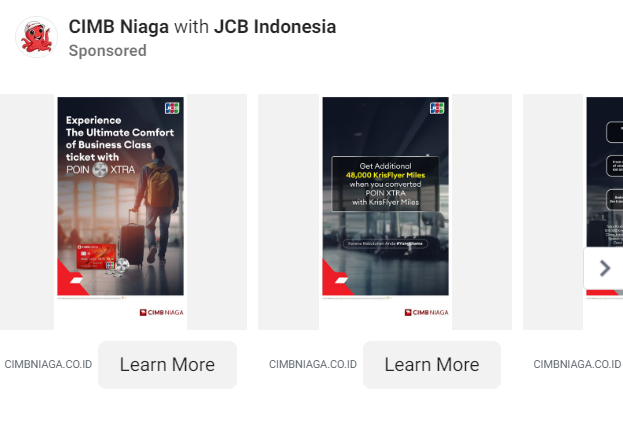 CIMB Niaga with JCB Indonesia
Sponsored
JCB
Experience
The Ultimate Comfort
of Business Class
ticket with
POIN XTRA
CIMB NIAGA
CIMBNIAGA.CO.ID
Learn More
JCB
Get Additional
48,000 KrisFlyer Miles
when you converted
POIN XTRA
with KrisFlyer Miles
CIMB NIAGA
CIMBNIAGA.CO.ID
Learn More
CIMBNIAGA.CO.ID